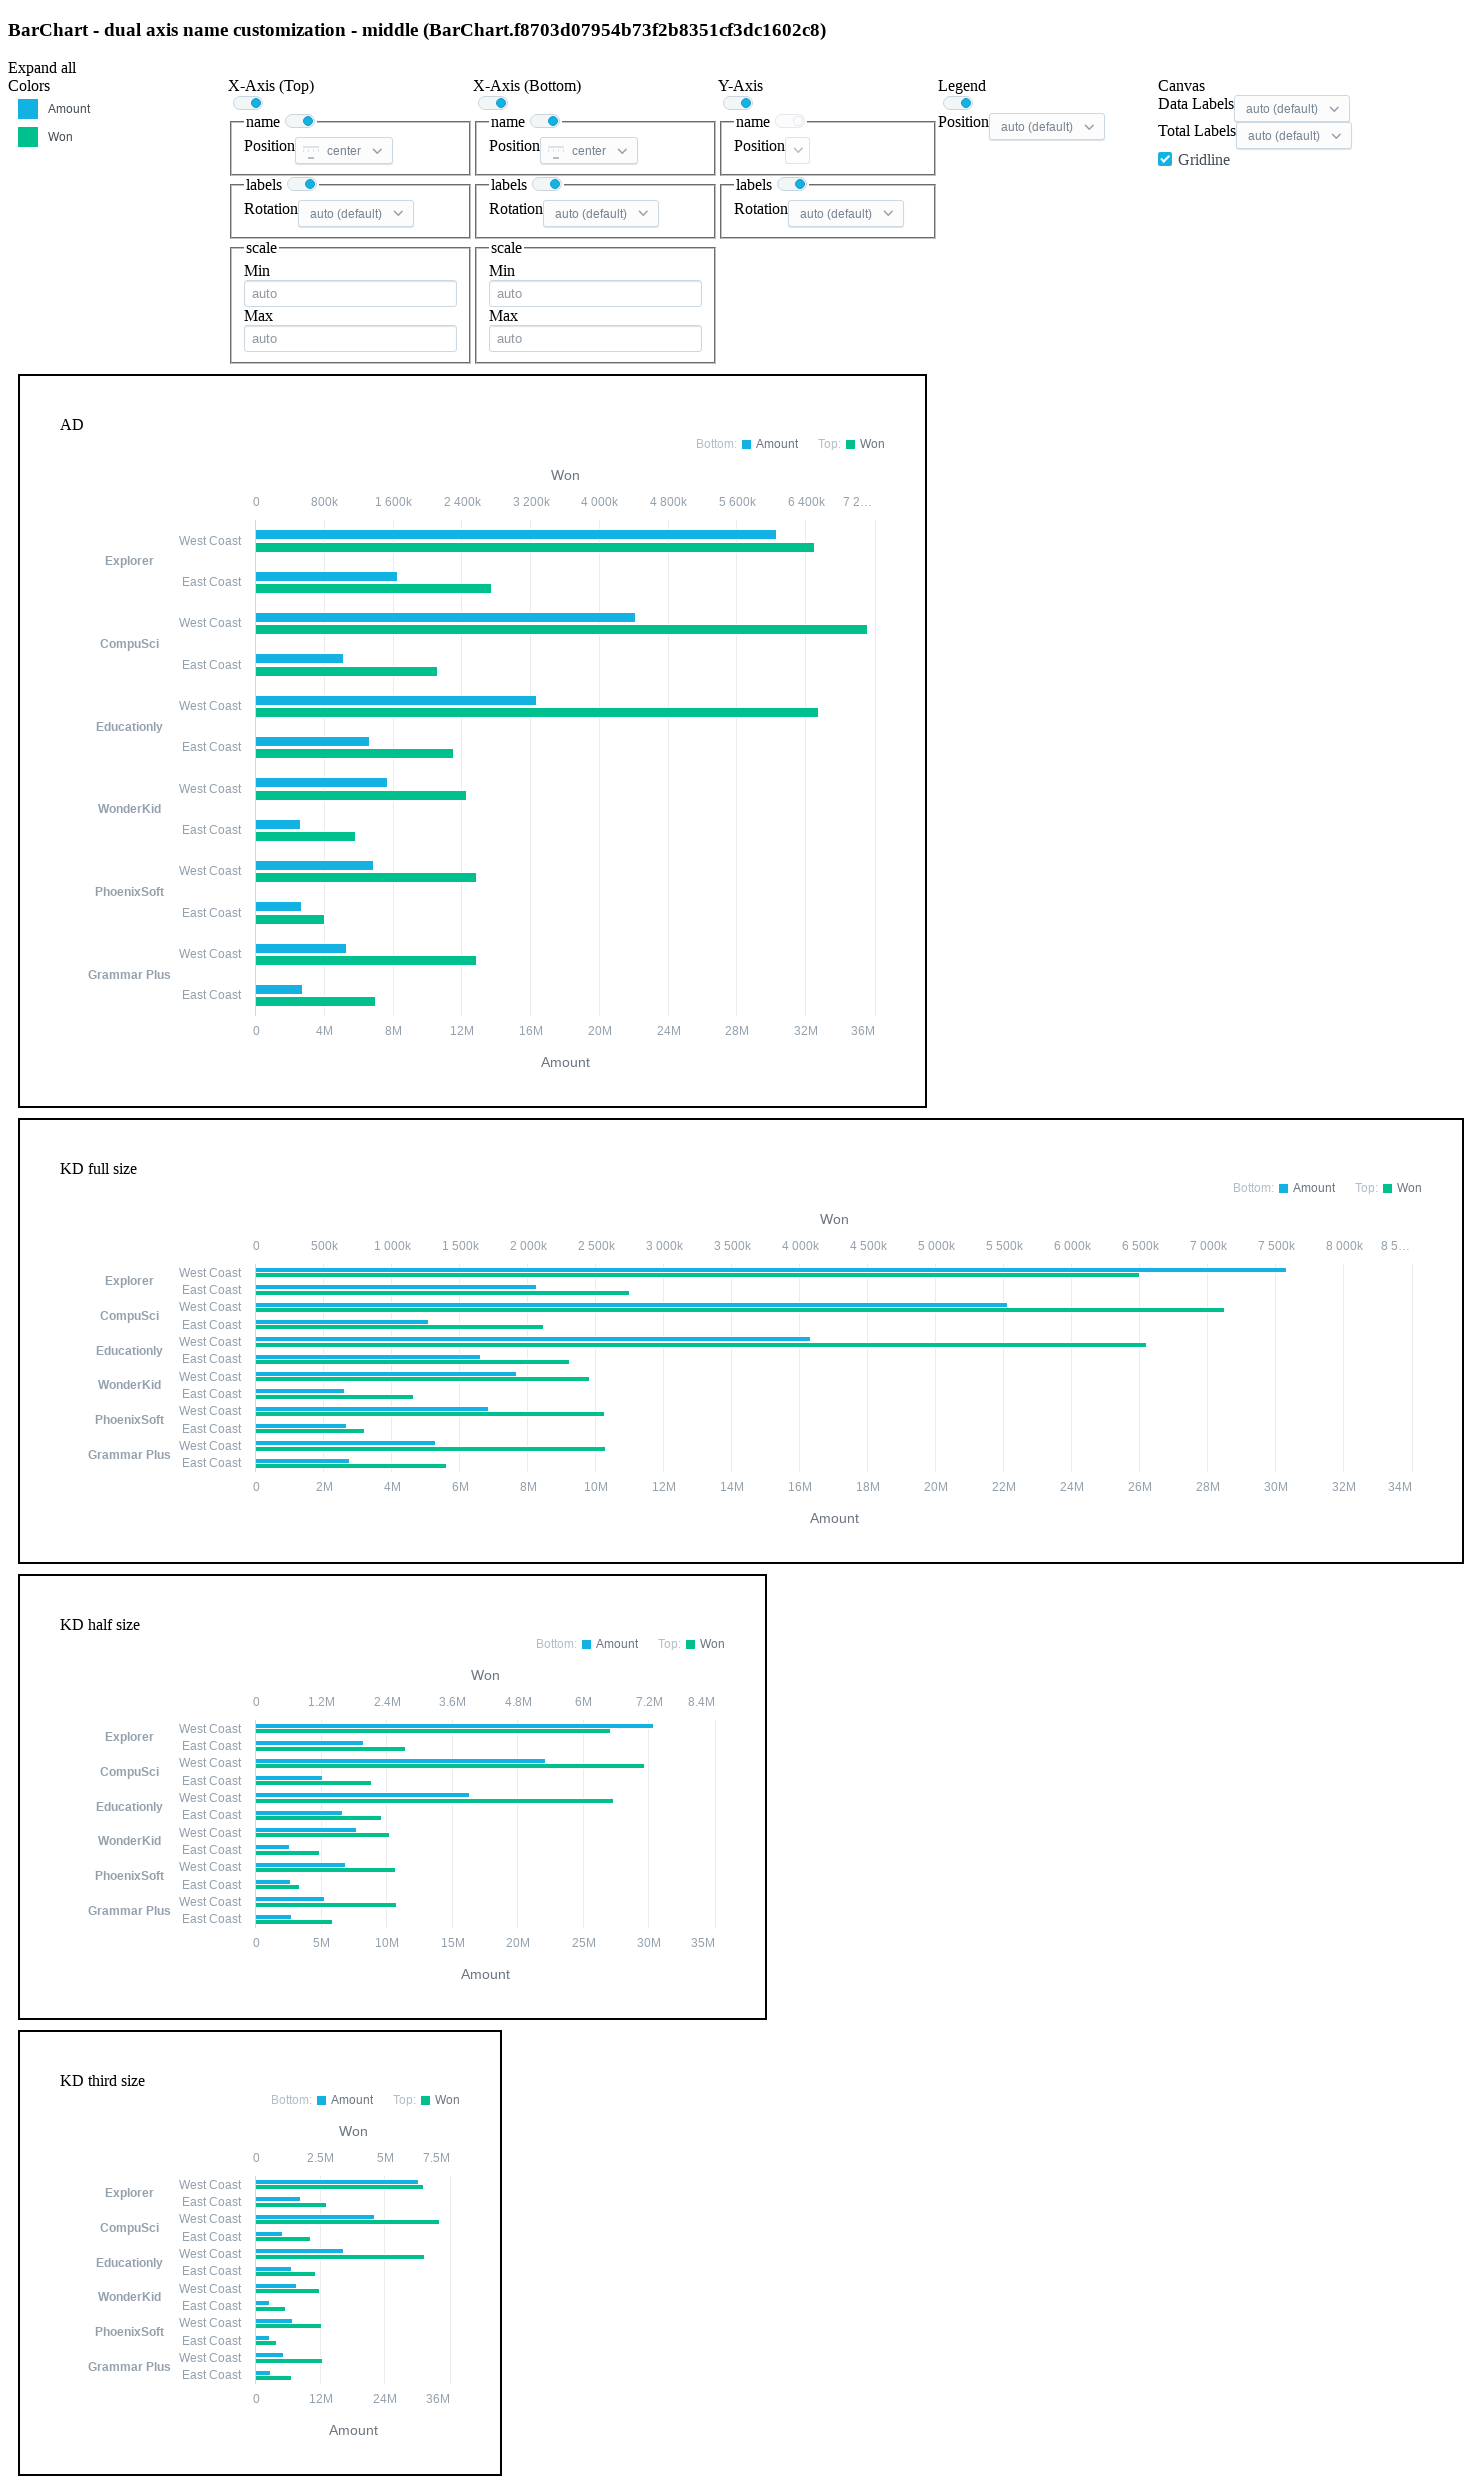 BarChart - dual axis name customization - middle (BarChart.f8703d07954b73f2b8351cf3dc1602c8)
Expand all
Colors
Amount
Won
X-Axis (Top)
name
Position center
labels
Rotation auto (default)
scale
Min
auto
Max
auto
X-Axis (Bottom)
name
Position center
labels
Rotation auto (default)
scale
Min
auto
Max
auto
Y-Axis
name
Position
labels
Rotation auto (default)
Legend
Position auto (default)
Canvas
Data Labels auto (default)
Total Labels auto (default)
Gridline
AD
Bottom: Amount Top: Won
Won
0 800k 1 600k 2 400k 3 200k 4 000k 4 800k 5 600k 6 400k 7 2...
West Coast
Explorer
East Coast
West Coast
CompuSci
East Coast
West Coast
Educationly
East Coast
West Coast
WonderKid
East Coast
West Coast
PhoenixSoft
East Coast
West Coast
Grammar Plus
East Coast
0 4M 8M 12M 16M 20M 24M 28M 32M 36M
Amount
KD full size
Bottom: Amount Top: Won
Won
0 500k 1 000k 1 500k 2 000k 2 500k 3 000k 3 500k 4 000k 4 500k 5 000k 5 500k 6 000k 6 500k 7 000k 7 500k 8 000k 8 5...
West Coast
Explorer
East Coast
West Coast
CompuSci
East Coast
West Coast
Educationly
East Coast
West Coast
WonderKid
East Coast
West Coast
PhoenixSoft
East Coast
West Coast
Grammar Plus
East Coast
0 2M 4M 6M 8M 10M 12M 14M 16M 18M 20M 22M 24M 26M 28M 30M 32M 34M
Amount
KD half size
Bottom: Amount Top: Won
Won
0 1.2M 2.4M 3.6M 4.8M 6M 7.2M 8.4M
West Coast
Explorer
East Coast
West Coast
CompuSci
East Coast
West Coast
Educationly
East Coast
West Coast
WonderKid
East Coast
West Coast
PhoenixSoft
East Coast
West Coast
Grammar Plus
East Coast
0 5M 10M 15M 20M 25M 30M 35M
Amount
KD third size
Bottom: Amount Top: Won
Won
0 2.5M 5M 7.5M
West Coast
Explorer
East Coast
West Coast
CompuSci
East Coast
West Coast
Educationly
East Coast
West Coast
WonderKid
East Coast
West Coast
PhoenixSoft
East Coast
West Coast
Grammar Plus
East Coast
0 12M 24M 36M
Amount